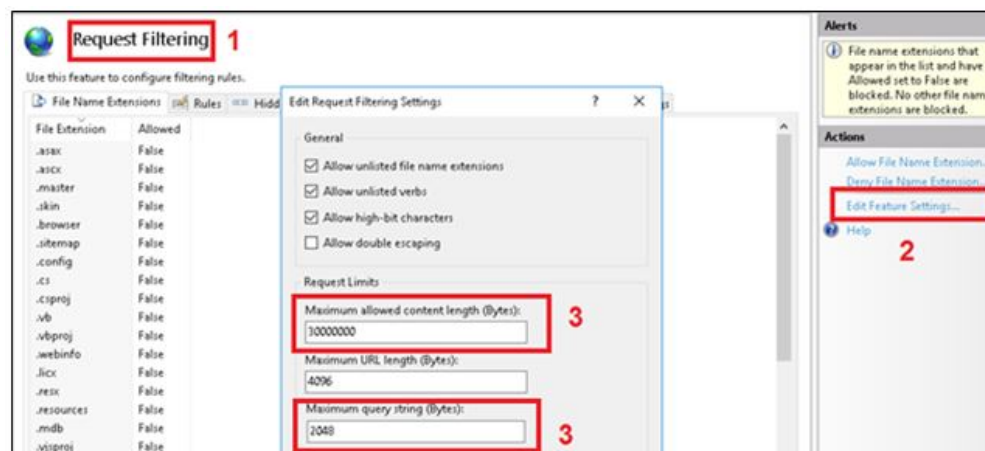 Request Filtering 1
Use this feature to configure filtering rules.
File Name Extensions Rules Hidd
File Extension Allowed
.asax False
.ascx False
.master False
.skin False
.browser False
.sitemap False
.config False
.cs False
.csproj False
.vb False
.vbproj False
.webinfo False
.licx False
.resx False
.resources False
.mdb False
.vjsproj False
Edit Request Filtering Settings ? ×
General
Allow unlisted file name extensions
Allow unlisted verbs
Allow high-bit characters
Allow double escaping
Request Limits
Maximum allowed content length (Bytes):
30000000
3
Maximum URL length (Bytes):
4096
Maximum query string (Bytes):
2048
3
Alerts
File name extensions that
appear in the list and have
Allowed set to False are
blocked. No other file nam
extensions are blocked.
Actions
Allow File Name Extension...
Deny File Name Extension...
Edit Feature Settings...
Help
2